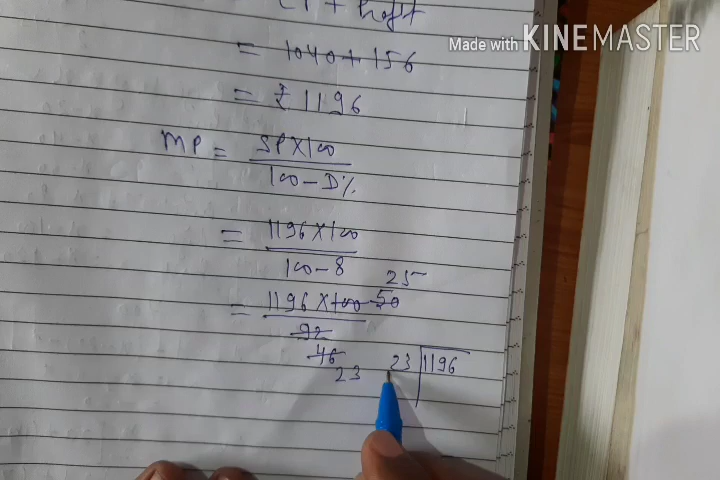 Made with KINEMASTER
CP + Profit
= 1040 + 156
= ₹ 1196
MP = SP X 100
100 - D%
= 1196 X 100
100 - 8
25
= 1196 X 100 50
92
46
23
23 1196